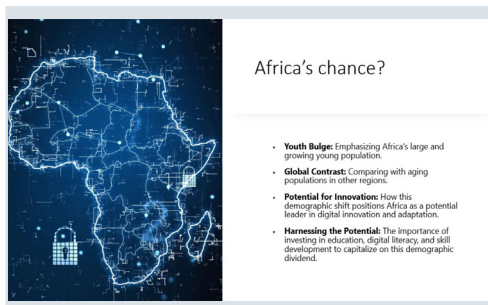 Africa’s chance?
• Youth Bulge: Emphasizing Africa’s large and
growing young population.
• Global Contrast: Comparing with aging
populations in other regions.
• Potential for Innovation: How this
demographic shift positions Africa as a potential
leader in digital innovation and adaptation.
• Harnessing the Potential: The importance of
investing in education, digital literacy, and skill
development to capitalize on this demographic
dividend.